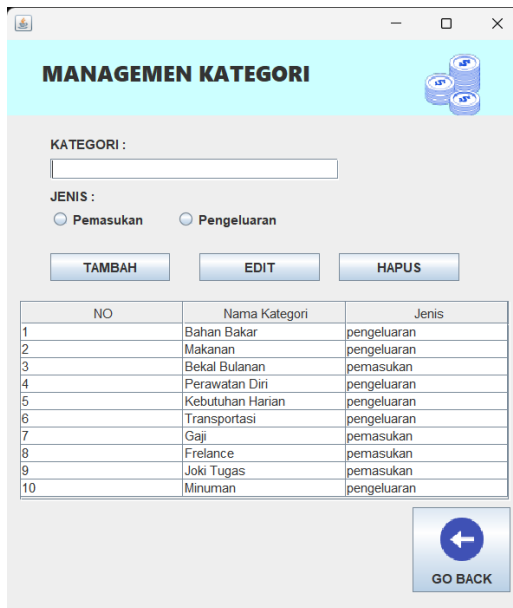 MANAGEMEN KATEGORI
KATEGORI :
JENIS :
Pemasukan Pengeluaran
TAMBAH EDIT HAPUS
NO Nama Kategori Jenis
1 Bahan Bakar pengeluaran
2 Makanan pengeluaran
3 Bekal Bulanan pemasukan
4 Perawatan Diri pengeluaran
5 Kebutuhan Harian pengeluaran
6 Transportasi pengeluaran
7 Gaji pemasukan
8 Frelance pemasukan
9 Joki Tugas pemasukan
10 Minuman pengeluaran
GO BACK